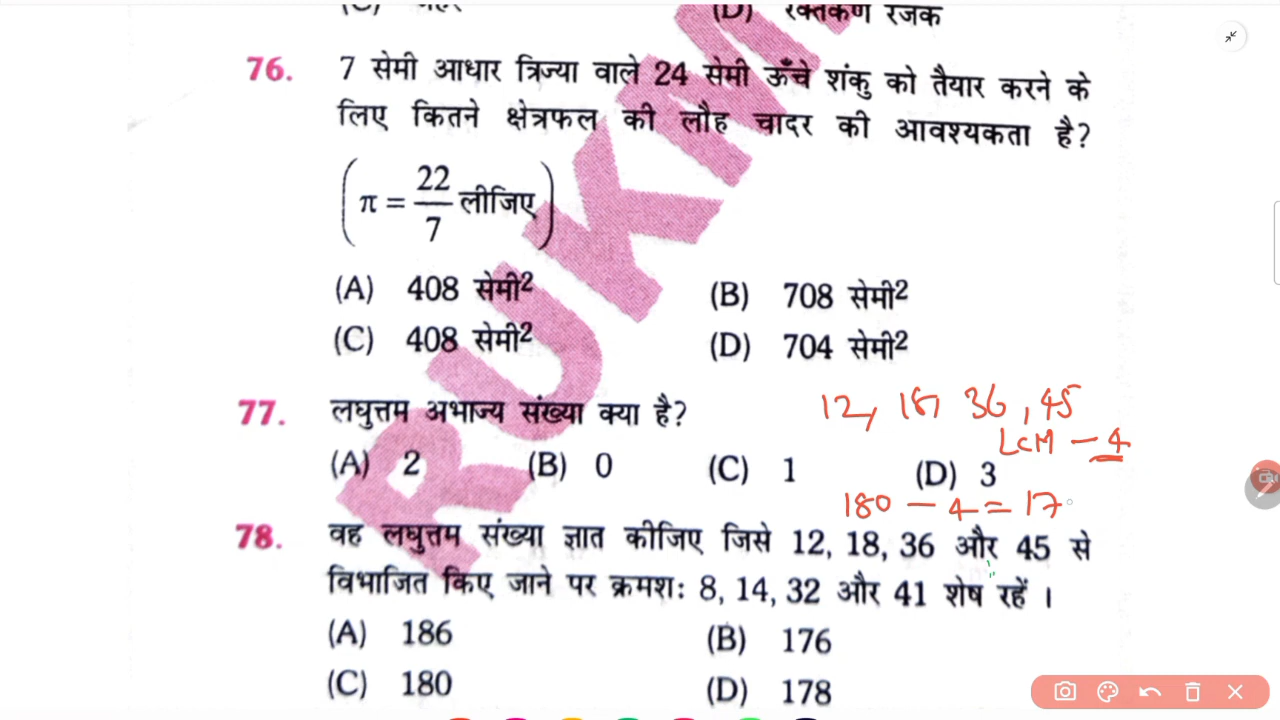 (D) रक्तकण रंजक
76. 7 सेमी आधार त्रिज्या वाले 24 सेमी ऊँचे शंकु को तैयार करने के
लिए कितने क्षेत्रफल की लौह चादर की आवश्यकता है?
(π = 22/7 लीजिए)
(A) 408 सेमी² (B) 708 सेमी²
(C) 408 सेमी² (D) 704 सेमी²
77. लघुत्तम अभाज्य संख्या क्या है?
12, 18, 36, 45
LCM - 4
(A) 2 (B) 0 (C) 1 (D) 3
180 - 4 = 17
78. वह लघुत्तम संख्या ज्ञात कीजिए जिसे 12, 18, 36 और 45 से
विभाजित किए जाने पर क्रमशः 8, 14, 32 और 41 शेष रहें ।
(A) 186 (B) 176
(C) 180 (D) 178
RUKM